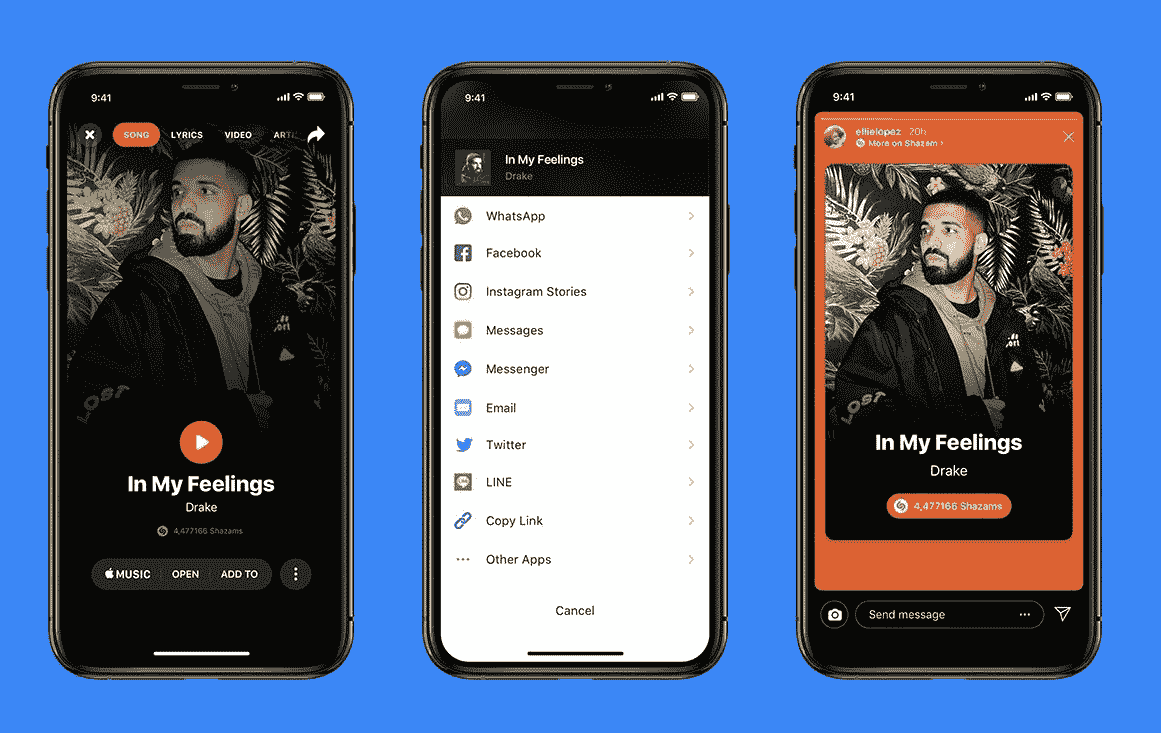 9:41
SONG LYRICS VIDEO
LOST
In My Feelings
Drake
4,477166 Shazams
MUSIC OPEN ADD TO
9:41
In My Feelings
Drake
WhatsApp
Facebook
Instagram Stories
Messages
Messenger
Email
Twitter
LINE
Copy Link
Other Apps
Cancel
9:41
ellielopez 20h
More on Shazam
LOST
In My Feelings
Drake
4,477166 Shazams
Send message